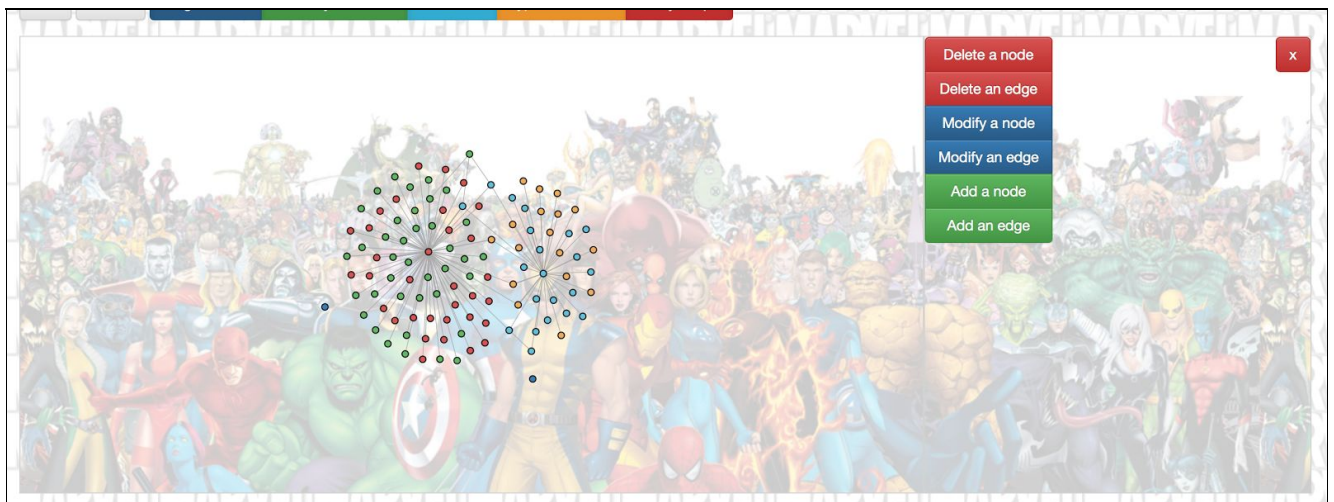 Delete a node
x
Delete an edge
Modify a node
Modify an edge
Add a node
Add an edge